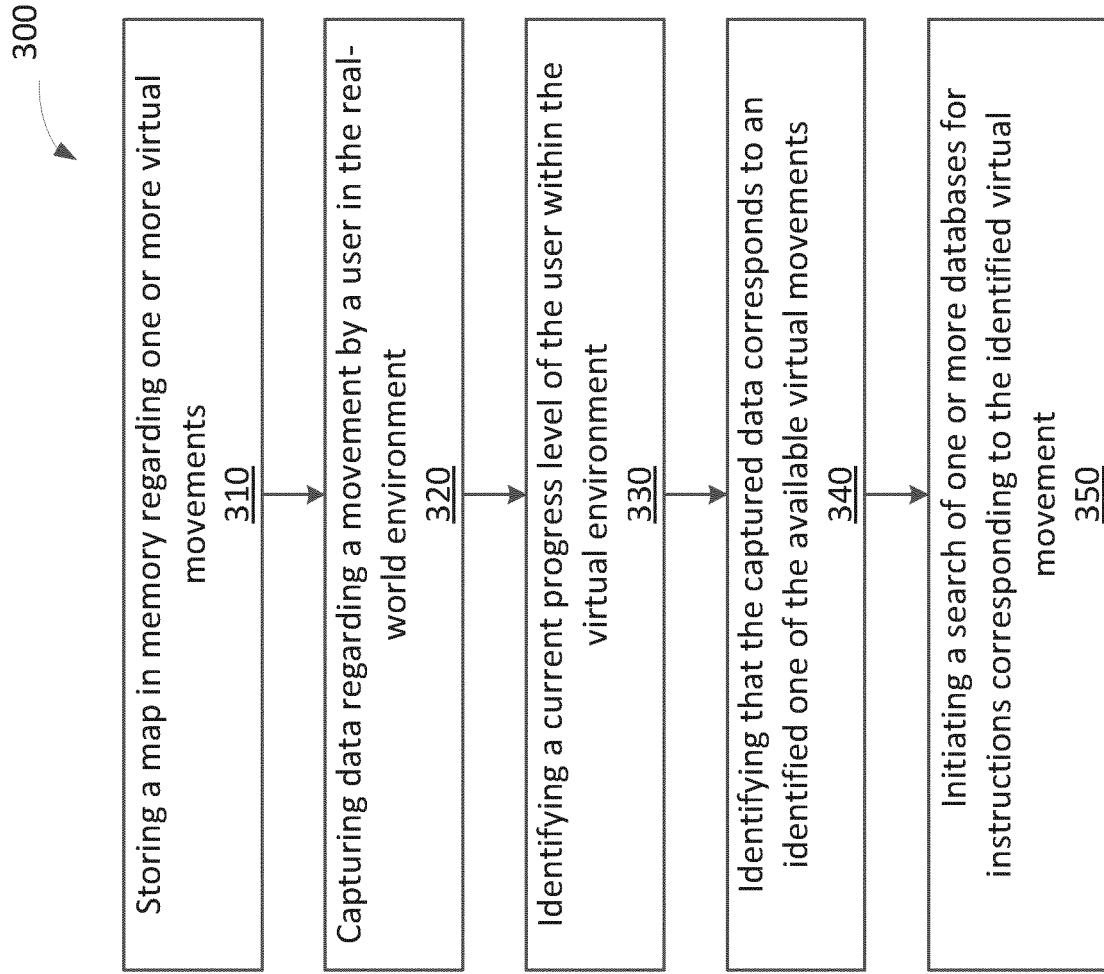 300
Storing a map in memory regarding one or more virtual
movements
310
Capturing data regarding a movement by a user in the real-
world environment
320
Identifying a current progress level of the user within the
virtual environment
330
Identifying that the captured data corresponds to an
identified one of the available virtual movements
340
Initiating a search of one or more databases for
instructions corresponding to the identified virtual
movement
350